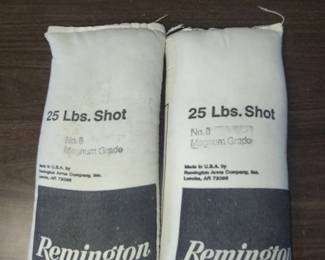 25 Lbs. Shot
No. 8
Magnum Grade
Made in U.S.A. by
Remington Arms Company, Inc.
Lonoke, AR 72086
Remington
25 Lbs. Shot
No. 8
Magnum Grade
Made in U.S.A. by
Remington Arms Company, Inc.
Lonoke, AR 72086
Remington